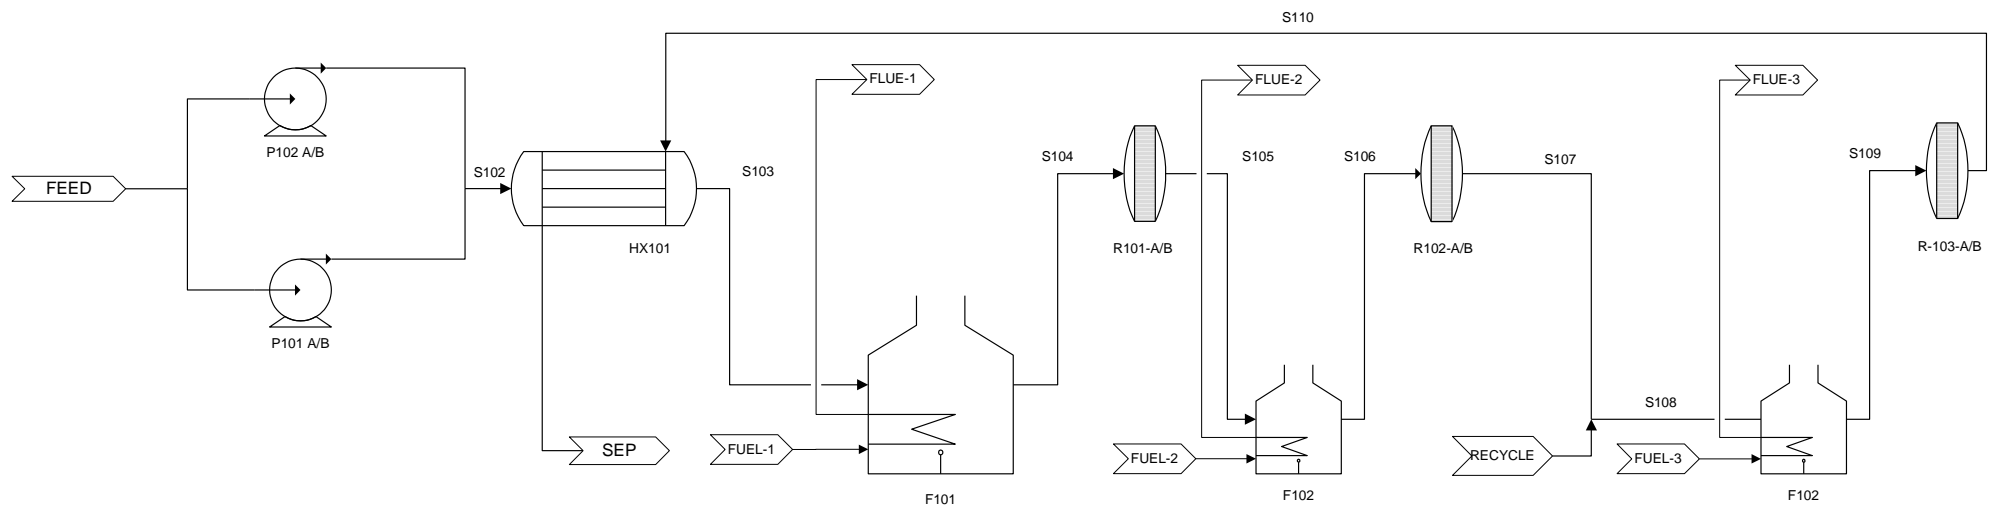 S110
FLUE-1
FLUE-2
FLUE-3
P102 A/B
S102
S103
S104
S105
S106
S107
S109
FEED
HX101
R101-A/B
R102-A/B
R-103-A/B
P101 A/B
S108
FUEL-1
SEP
FUEL-2
RECYCLE
FUEL-3
F101
F102
F102